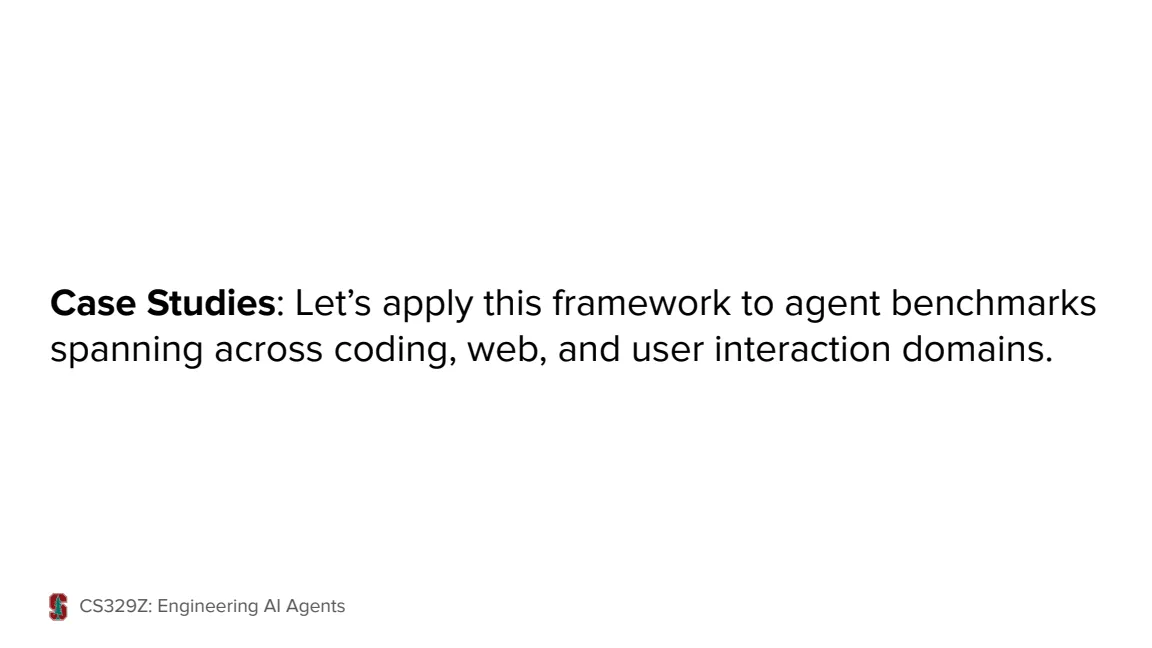 Case Studies: Let’s apply this framework to agent benchmarks
spanning across coding, web, and user interaction domains.
CS329Z: Engineering AI Agents